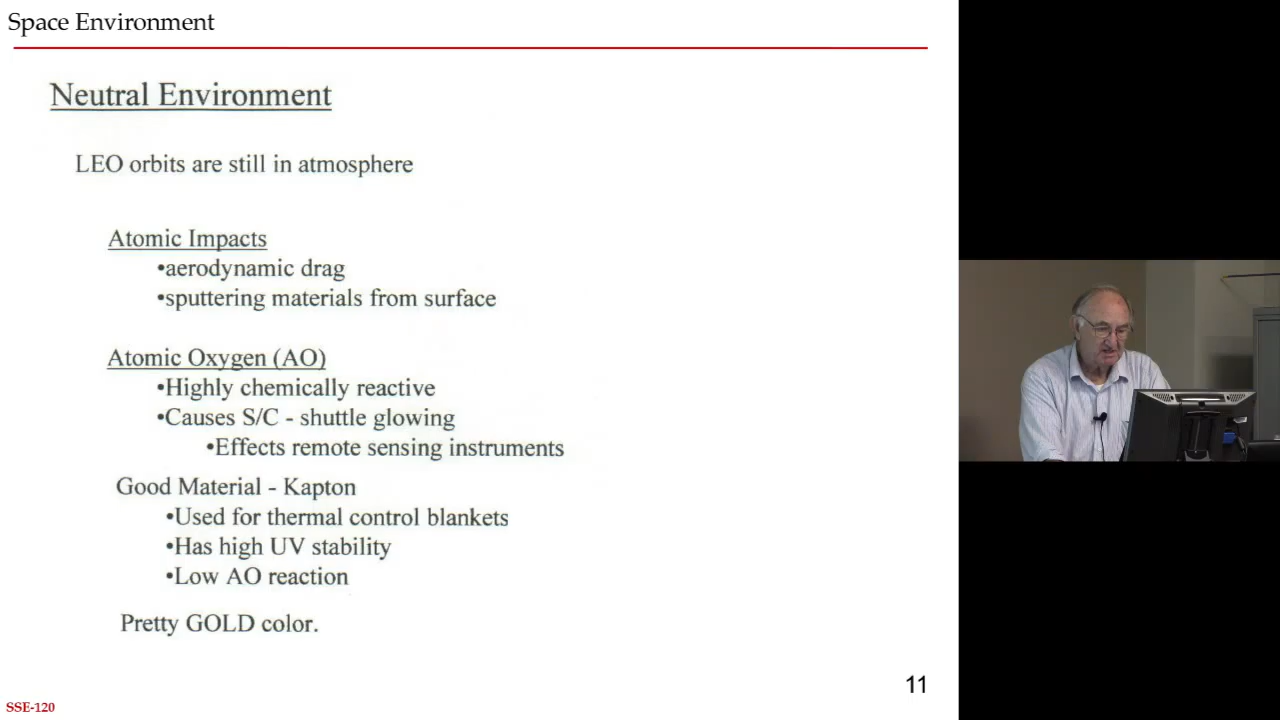 Space Environment
Neutral Environment
LEO orbits are still in atmosphere
Atomic Impacts
•aerodynamic drag
•sputtering materials from surface
Atomic Oxygen (AO)
•Highly chemically reactive
•Causes S/C - shuttle glowing
•Effects remote sensing instruments
Good Material - Kapton
•Used for thermal control blankets
•Has high UV stability
•Low AO reaction
Pretty GOLD color.
11
SSE-120